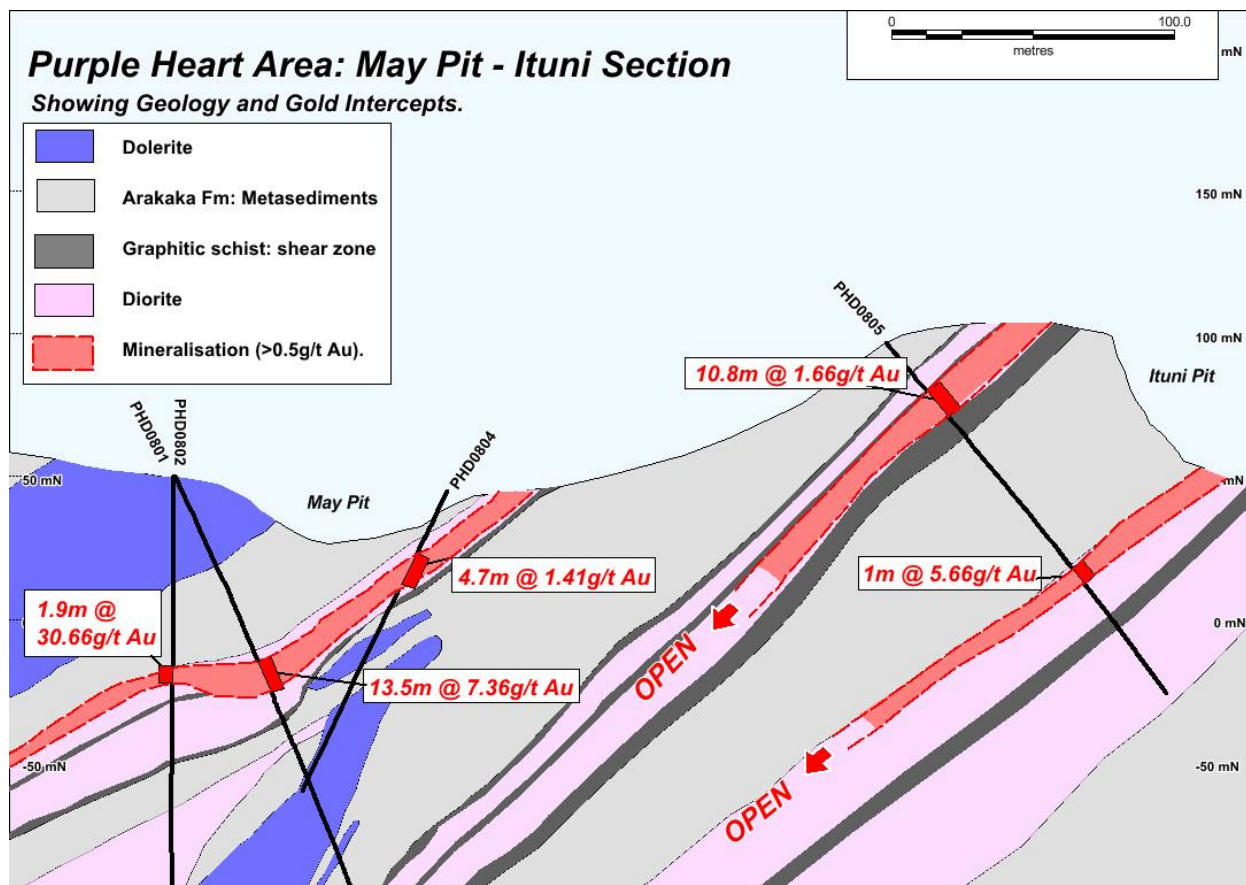 0
100.0
metres
mN
Purple Heart Area: May Pit - Ituni Section
Showing Geology and Gold Intercepts.
Dolerite
Arakaka Fm: Metasediments
Graphitic schist: shear zone
Diorite
Mineralisation (>0.5g/t Au).
150 mN
100 mN
PHD0805
10.8m @ 1.66g/t Au
Ituni Pit
PHD0801
PHD0802
PHD0804
50 mN
May Pit
mN
4.7m @ 1.41g/t Au
1m @ 5.66g/t Au
1.9m @
30.66g/t Au
0 mN
OPEN
13.5m @ 7.36g/t Au
-50 mN
-50 mN
OPEN